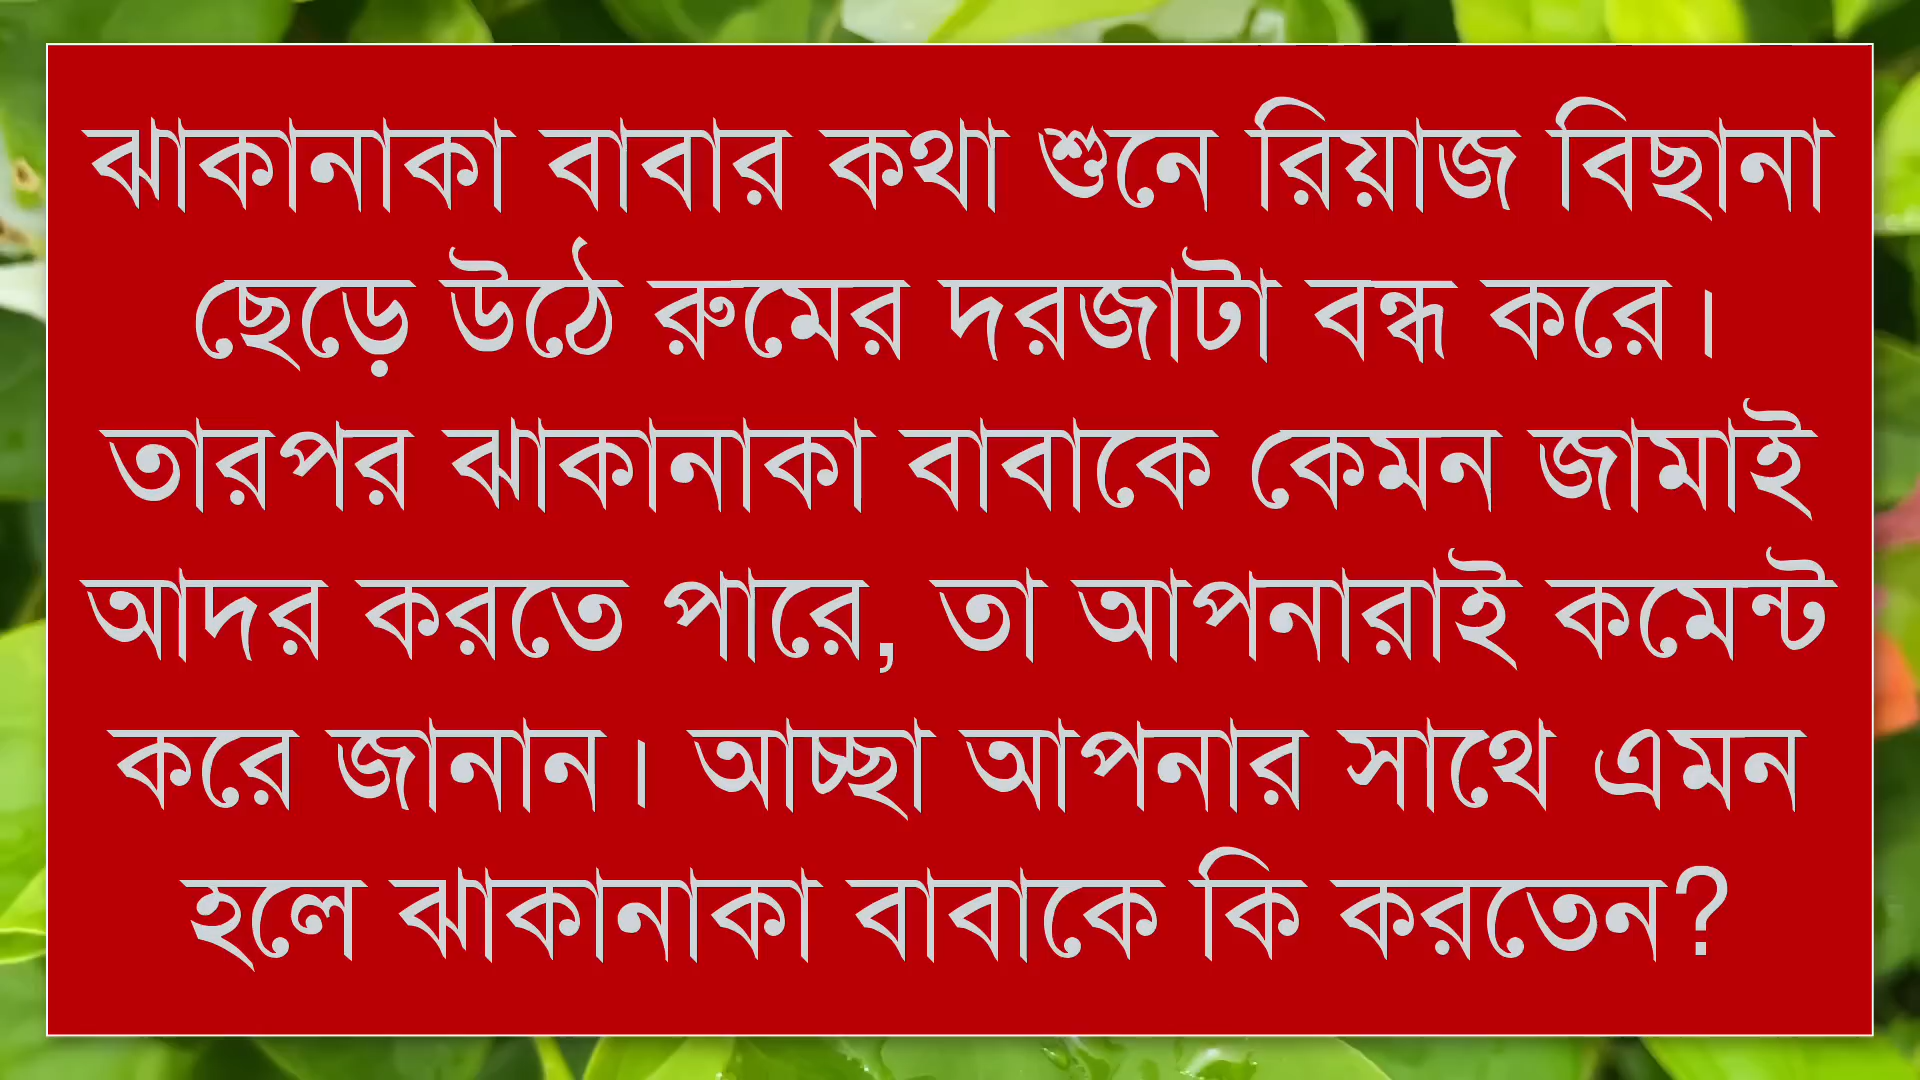 ঝাকানাকা বাবার কথা শুনে রিয়াজ বিছানা
ছেড়ে উঠে রুমের দরজাটা বন্ধ করে।
তারপর ঝাকানাকা বাবাকে কেমন জামাই
আদর করতে পারে, তা আপনারাই কমেন্ট
করে জানান। আচ্ছা আপনার সাথে এমন
হলে ঝাকানাকা বাবাকে কি করতেন?